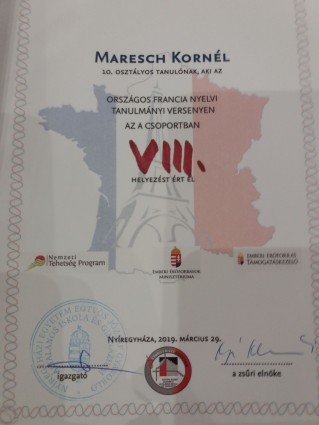 MARESCH KORNÉL
10. OSZTÁLYOS TANULÓNAK, AKI AZ
ORSZÁGOS FRANCIA NYELVI
TANULMÁNYI VERSENYEN
AZ A CSOPORTBAN
VIII.
HELYEZÉST ÉRT EL
Nemzeti
Tehetség Program
EMBERI ERŐFORRÁSOK
MINISZTÉRIUMA
EMBERI ERŐFORRÁS
TÁMOGATÁSKEZELŐ
NYÍREGYHÁZA, 2019. MÁRCIUS 29.
igazgató
a zsűri elnöke